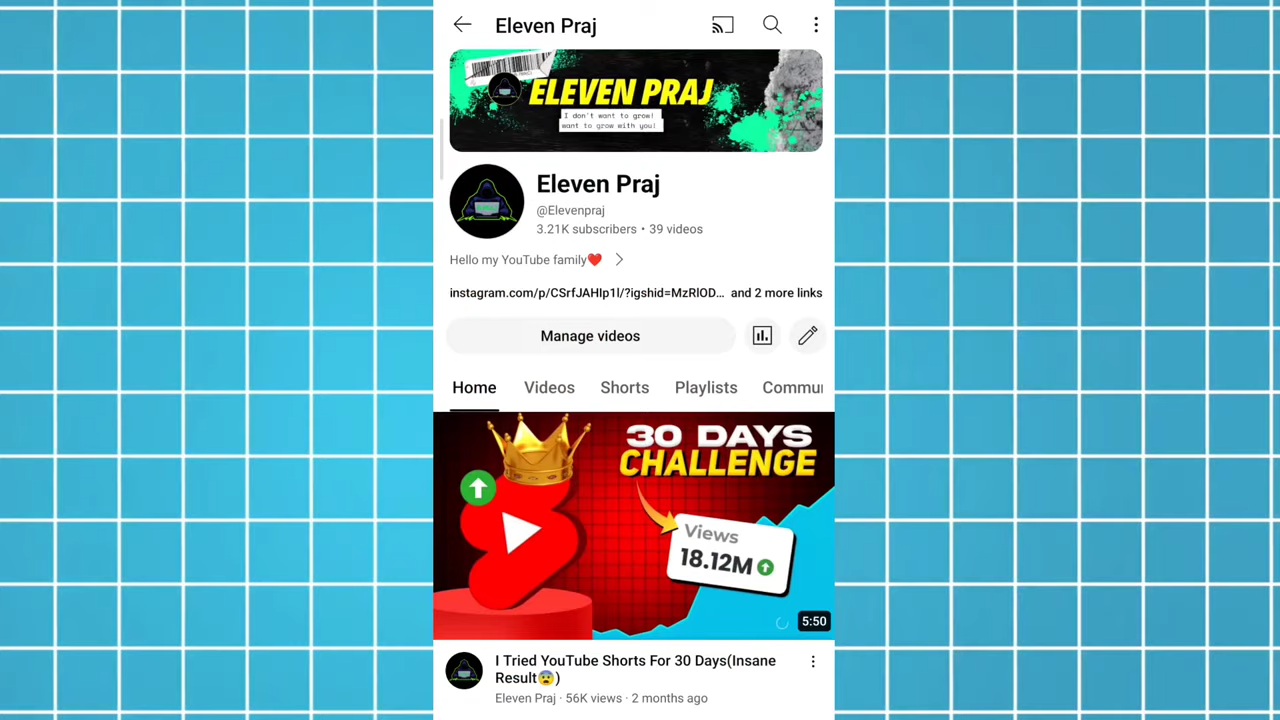 Eleven Praj
ELEVEN PRAJ
I don't want to grow!
want to grow with you!
Eleven Praj
@Elevenpraj
3.21K subscribers • 39 videos
Hello my YouTube family❤️ >
instagram.com/p/CSrfJAHIp1l/?igshid=MzRlOD... and 2 more links
Manage videos
Home Videos Shorts Playlists Commun
30 DAYS
CHALLENGE
Views
18.12M
5:50
I Tried YouTube Shorts For 30 Days(Insane
Result😨)
Eleven Praj · 56K views · 2 months ago